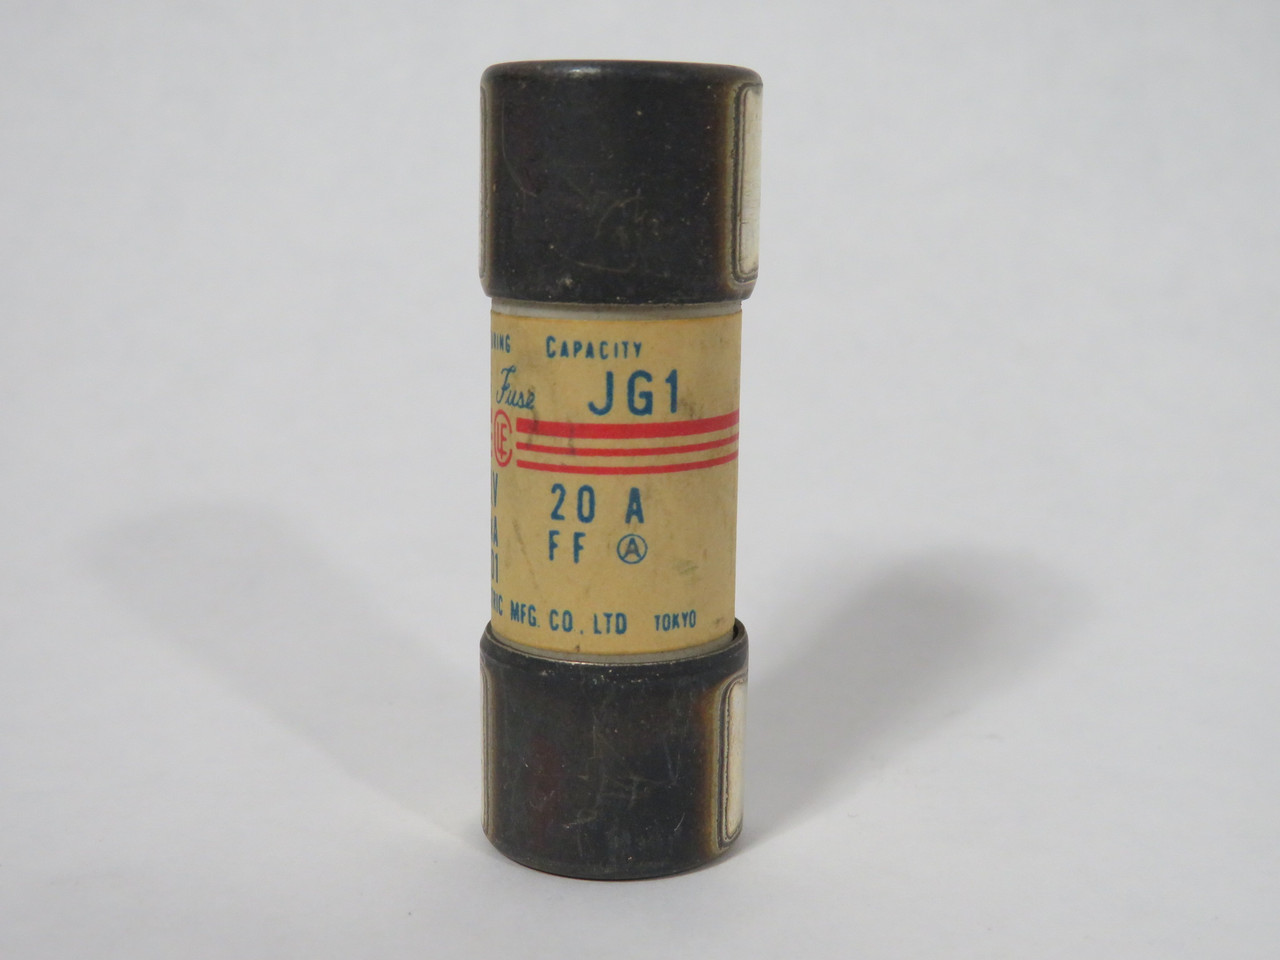 CAPACITY
Fuse JG1
20 A
FF Ⓐ
MFG. CO., LTD TOKYO